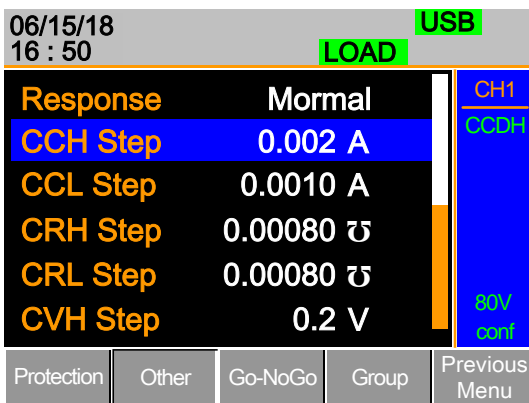 06/15/18
USB
16 : 50
LOAD
Response Mormal
CH1
CCH Step 0.002 A
CCDH
CCL Step 0.0010 A
CRH Step 0.00080 ℧
CRL Step 0.00080 ℧
CVH Step 0.2 V
80V
conf
Protection Other Go-NoGo Group Previous Menu